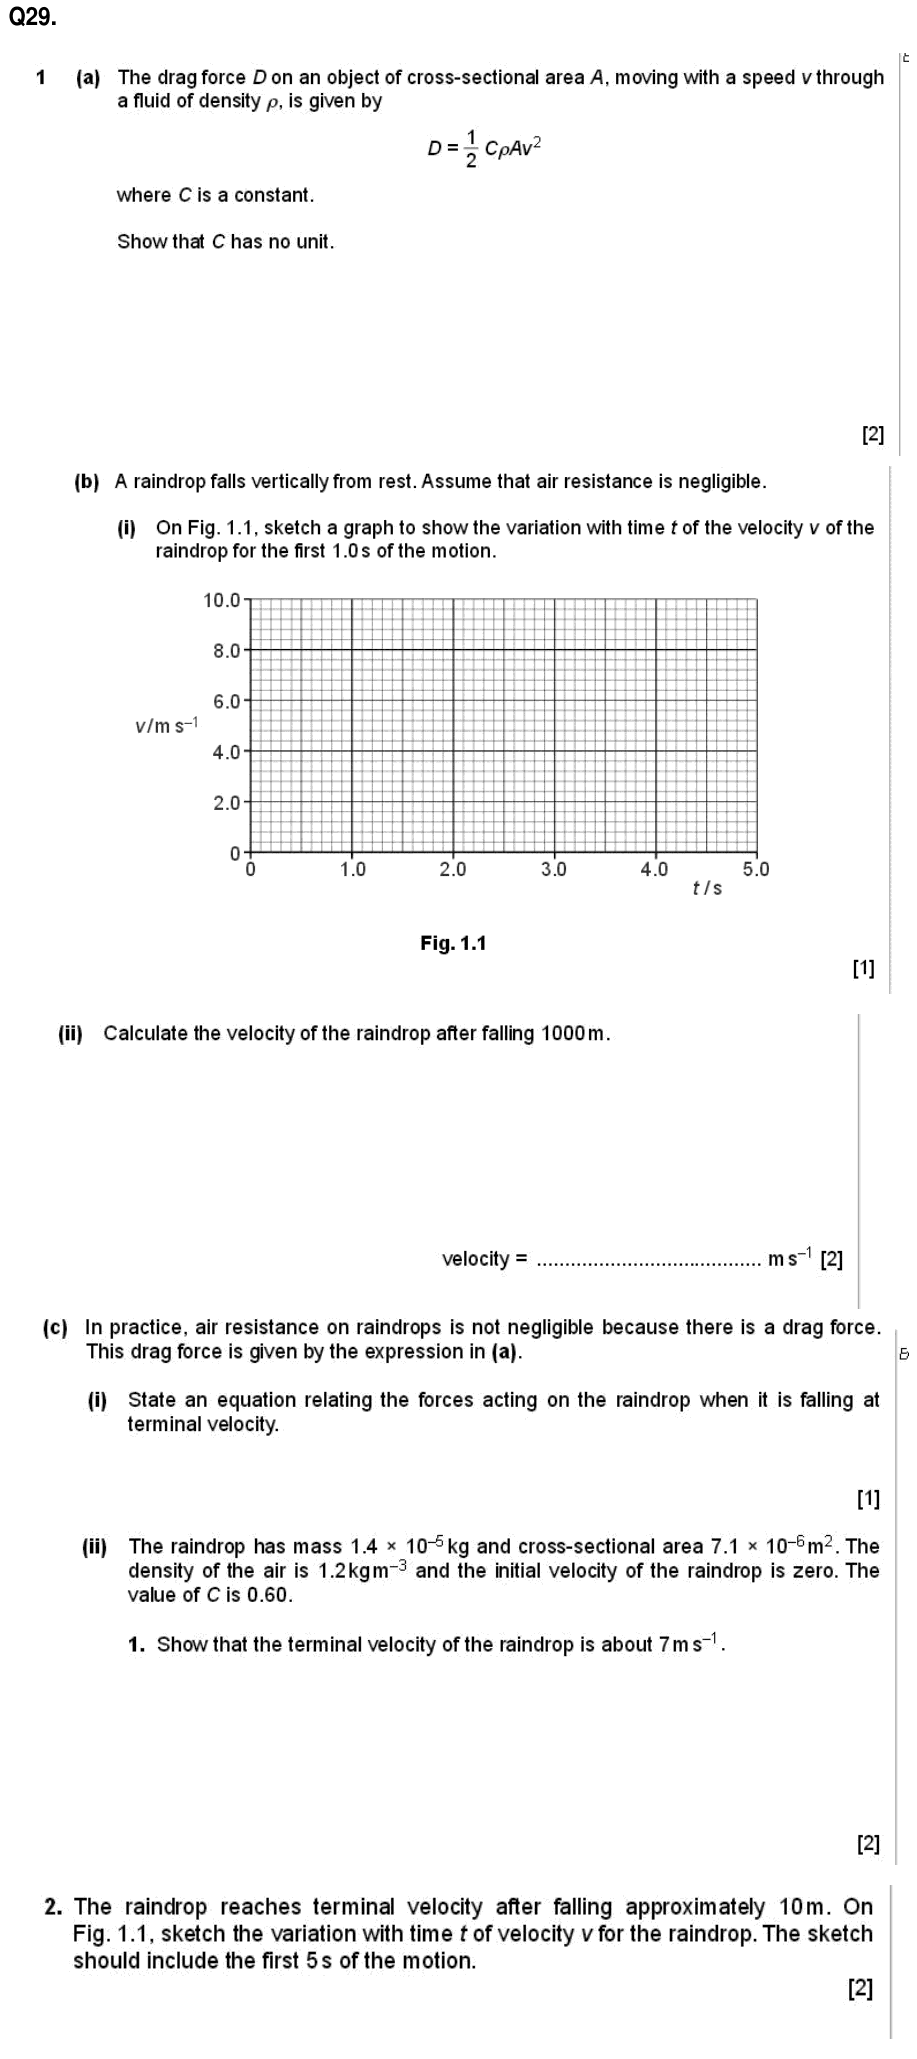 Q29.
1 (a) The drag force D on an object of cross-sectional area A, moving with a speed v through
a fluid of density ρ, is given by
D = 1/2 CρAv²
where C is a constant.
Show that C has no unit.
[2]
(b) A raindrop falls vertically from rest. Assume that air resistance is negligible.
(i) On Fig. 1.1, sketch a graph to show the variation with time t of the velocity v of the
raindrop for the first 1.0 s of the motion.
10.0
8.0
6.0
v/m s⁻¹
4.0
2.0
0
0 1.0 2.0 3.0 4.0 5.0
t/s
Fig. 1.1
[1]
(ii) Calculate the velocity of the raindrop after falling 1000 m.
velocity = ........................................ m s⁻¹ [2]
(c) In practice, air resistance on raindrops is not negligible because there is a drag force.
This drag force is given by the expression in (a).
(i) State an equation relating the forces acting on the raindrop when it is falling at
terminal velocity.
[1]
(ii) The raindrop has mass 1.4 × 10⁻⁵ kg and cross-sectional area 7.1 × 10⁻⁶ m². The
density of the air is 1.2 kg m⁻³ and the initial velocity of the raindrop is zero. The
value of C is 0.60.
1. Show that the terminal velocity of the raindrop is about 7 m s⁻¹.
[2]
2. The raindrop reaches terminal velocity after falling approximately 10 m. On
Fig. 1.1, sketch the variation with time t of velocity v for the raindrop. The sketch
should include the first 5 s of the motion.
[2]